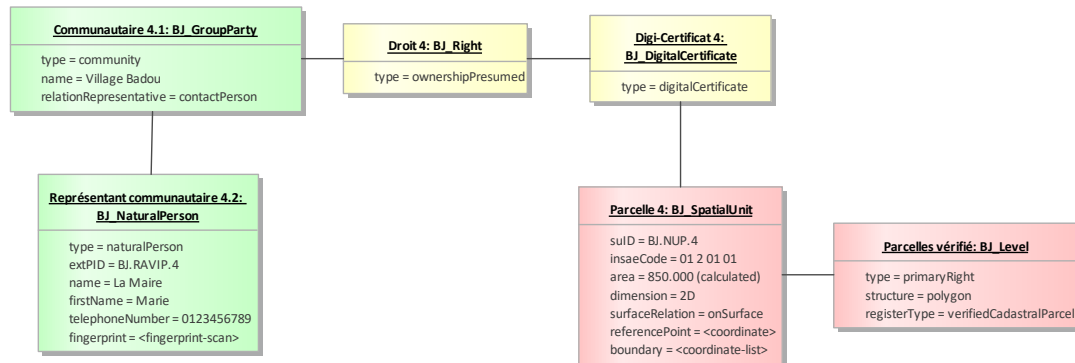 Communautaire 4.1: BJ_GroupParty
type = community
name = Village Badou
relationRepresentative = contactPerson
Droit 4: BJ_Right
type = ownershipPresumed
Digi-Certificat 4:
BJ_DigitalCertificate
type = digitalCertificate
Représentant communautaire 4.2:
BJ_NaturalPerson
type = naturalPerson
extPID = BJ.RAVIP.4
name = La Maire
firstName = Marie
telephoneNumber = 0123456789
fingerprint = <fingerprint-scan>
Parcelle 4: BJ_SpatialUnit
suID = BJ.NUP.4
insaeCode = 01 2 01 01
area = 850.000 (calculated)
dimension = 2D
surfaceRelation = onSurface
referencePoint = <coordinate>
boundary = <coordinate-list>
Parcelles vérifié: BJ_Level
type = primaryRight
structure = polygon
registerType = verifiedCadastralParcel